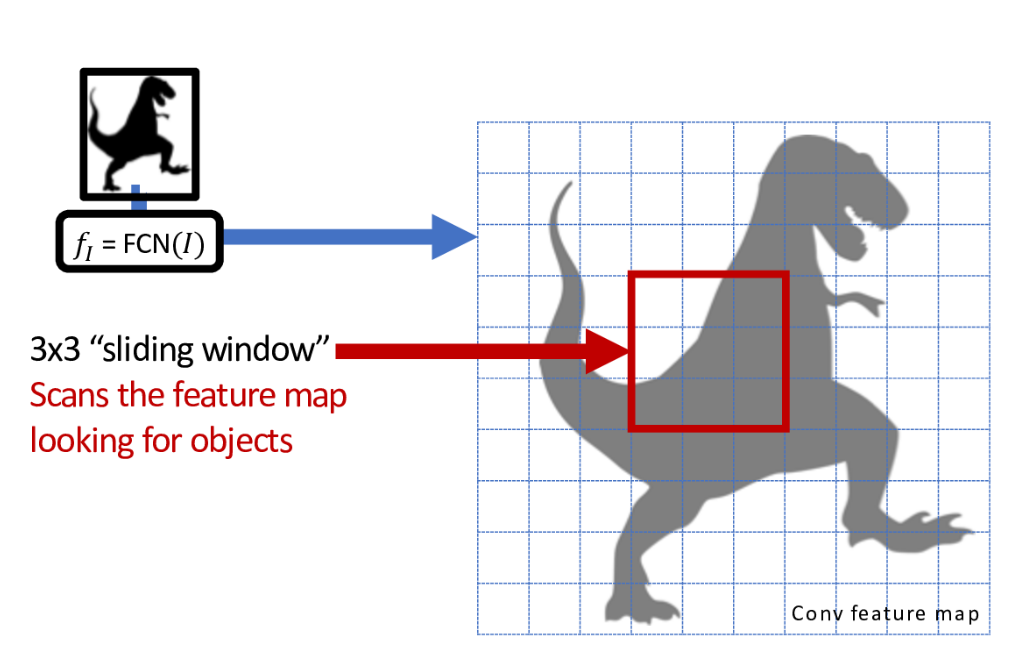 f_I = FCN(I)
3x3 “sliding window”
Scans the feature map
looking for objects
Conv feature map